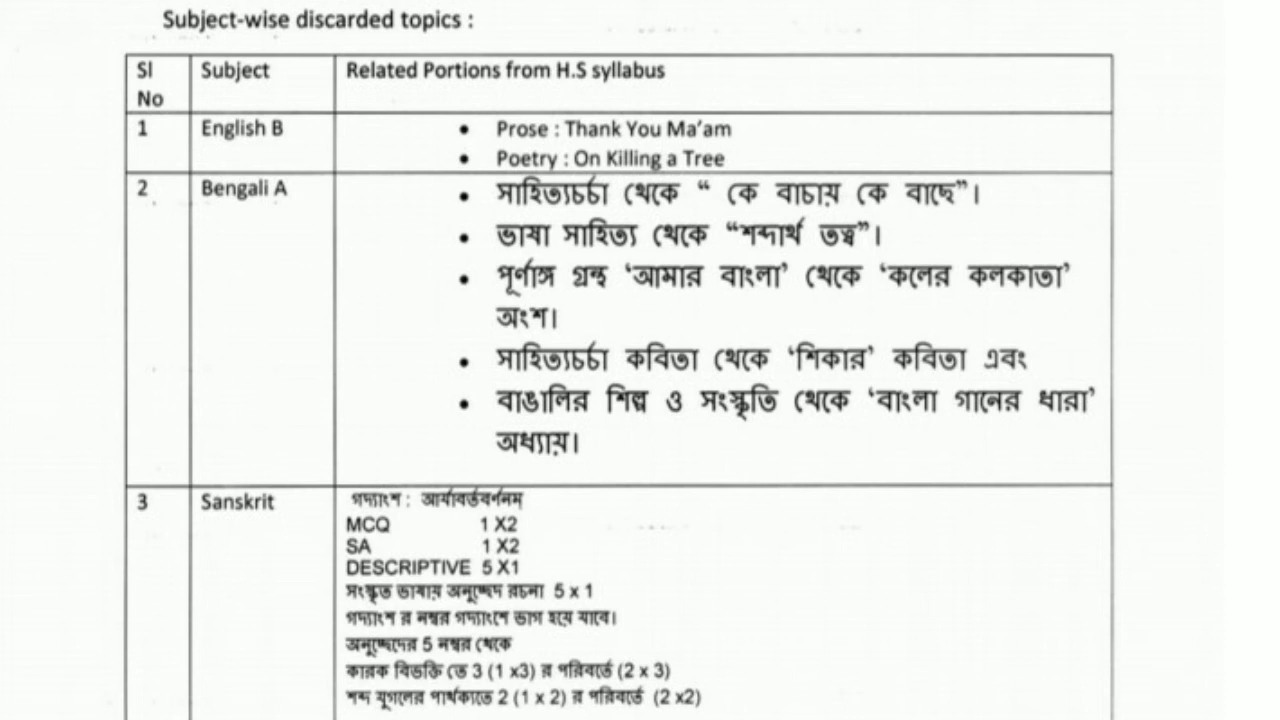 Subject-wise discarded topics :
Sl No Subject Related Portions from H.S syllabus
1 English B • Prose : Thank You Ma'am
• Poetry : On Killing a Tree
2 Bengali A • সাহিত্যচর্চা থেকে “ কে বাচায় কে বাছে”।
• ভাষা সাহিত্য থেকে “শব্দার্থ তত্ব”।
• পূর্ণাঙ্গ গ্রন্থ ‘আমার বাংলা’ থেকে ‘কলের কলকাতা’
অংশ।
• সাহিত্যচর্চা কবিতা থেকে ‘শিকার’ কবিতা এবং
• বাঙালির শিল্প ও সংস্কৃতি থেকে ‘বাংলা গানের ধারা’
অধ্যায়।
3 Sanskrit গদ্যাংশ : আর্যাবর্তবর্ণনম্
MCQ 1 X2
SA 1 X2
DESCRIPTIVE 5 X1
সংস্কৃত ভাষায় অনুচ্ছেদ রচনা 5 x 1
গদ্যাংশ র নম্বর গদ্যাংশে ভাগ হয়ে যাবে।
অনুচ্ছেদের 5 নম্বর থেকে
কারক বিভক্তি তে 3 (1 x3) র পরিবর্তে (2 x 3)
শব্দ যুগলের পার্থক্যতে 2 (1 x 2) র পরিবর্তে (2 x2)